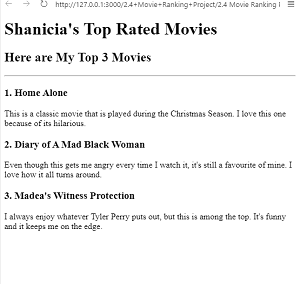 http://127.0.0.1:3000/2.4+Movie+Ranking+Project/2.4 Movie Ranking
Shanicia's Top Rated Movies
Here are My Top 3 Movies
1. Home Alone
This is a classic movie that is played during the Christmas Season. I love this one
because of its hilarious.
2. Diary of A Mad Black Woman
Even though this gets me angry every time I watch it, it's still a favourite of mine. I
love how it all turns around.
3. Madea's Witness Protection
I always enjoy whatever Tyler Perry puts out, but this is among the top. It's funny
and it keeps me on the edge.